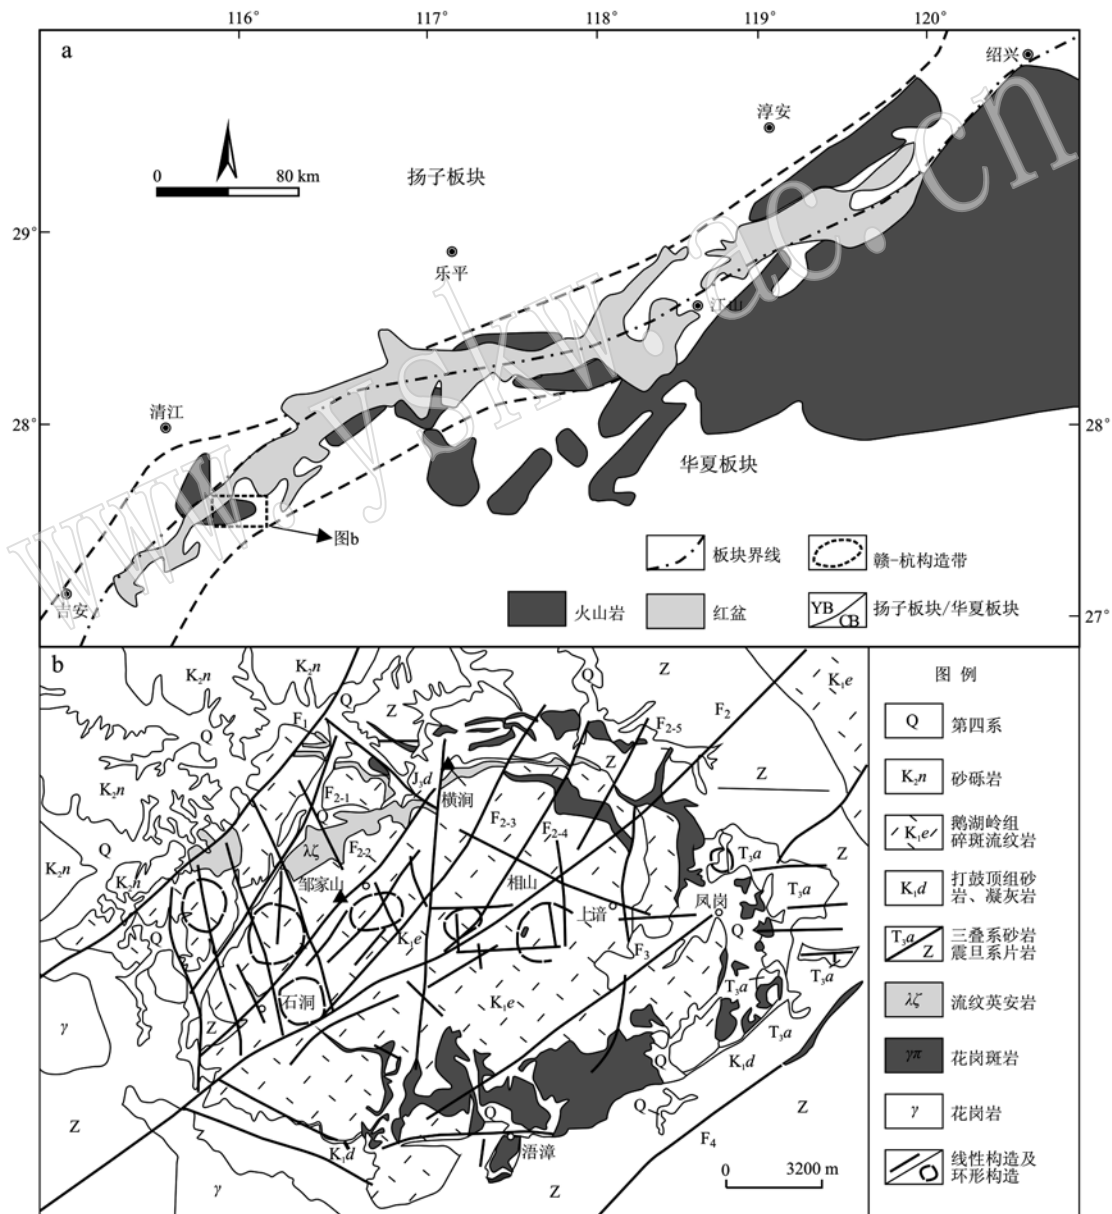 116° 117° 118° 119° 120°
a
绍兴
淳安
0 80 km
扬子板块
29°
乐平
江山
清江
28° 28°
华夏板块
图b
板块界线
赣-杭构造带
火山岩
红盆
YB
CB
扬子板块/华夏板块
吉安
27°
www.yskw.ac.cn
b
K₂n K₂n Z Z K₁e
Q Q
F₁ Z F₂ F₂₋₅
Q
J₃d Z Z
K₂n 横涧
F₂₋₁ F₂₋₃
Q Q F₂₋₄
λζ F₂₋₂ T₃a Z
K₂n K₂n 邹家山 相山 T₃a
上谙 凤岗
Q K₁e F₃ Q
T₃a
石洞 K₁e T₃a
γ Z T₃a
Q K₁d
Z Q Q Z
F₄
K₁d 浯漳
γ Z
0 3200 m
图 例
Q 第四系
K₂n 砂砾岩
K₁e 鹅湖岭组
碎斑流纹岩
K₁d 打鼓顶组砂
岩、凝灰岩
T₃a Z 三叠系砂岩
震旦系片岩
λζ 流纹英安岩
γπ 花岗斑岩
γ 花岗岩
线性构造及
环形构造